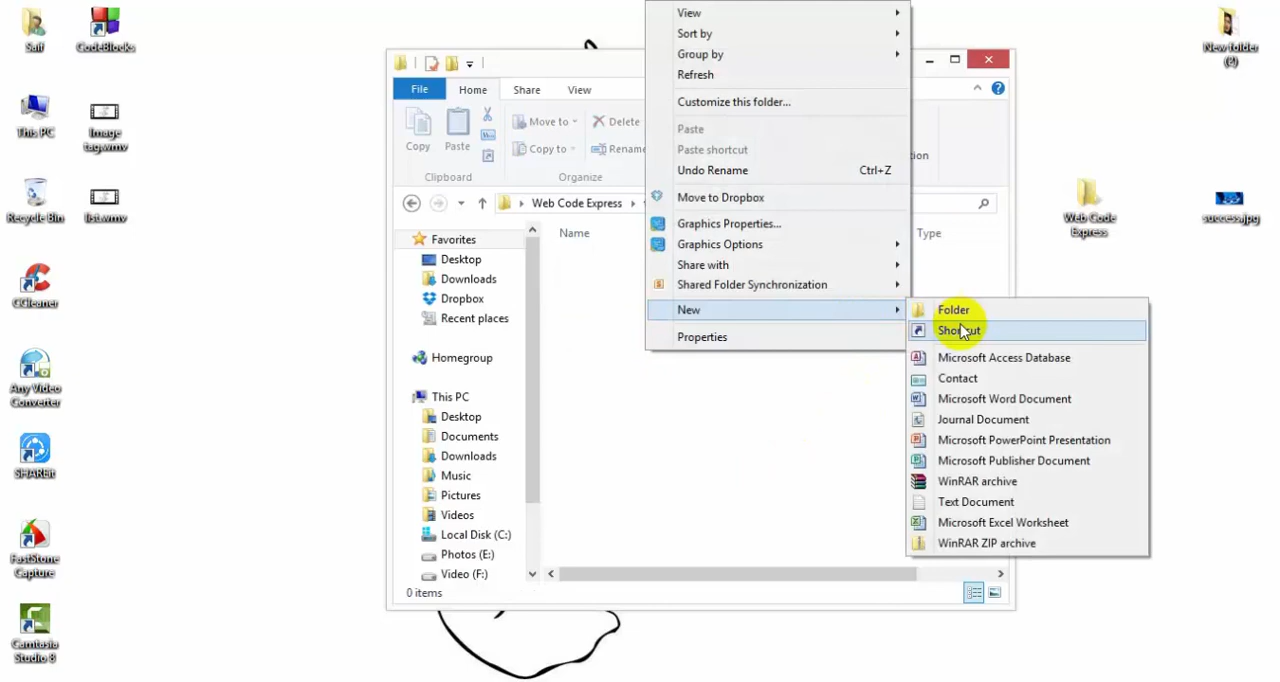 Saif
CodeBlocks
This PC
Image
tag.wmv
Recycle Bin
list.wmv
CCleaner
Any Video
Converter
SHAREit
FastStone
Capture
Camtasia
Studio 8
File
Home
Share
View
Copy
Paste
Move to
Copy to
Delete
Clipboard
Organize
Web Code Express
Name
Type
Favorites
Desktop
Downloads
Dropbox
Recent places
Homegroup
This PC
Desktop
Documents
Downloads
Music
Pictures
Videos
Local Disk (C:)
Photos (E:)
Video (F:)
0 items
View
Sort by
Group by
Refresh
Customize this folder...
Paste
Paste shortcut
Undo Rename Ctrl+Z
Move to Dropbox
Graphics Properties...
Graphics Options
Share with
Shared Folder Synchronization
New
Properties
Folder
Shortcut
Microsoft Access Database
Contact
Microsoft Word Document
Journal Document
Microsoft PowerPoint Presentation
Microsoft Publisher Document
WinRAR archive
Text Document
Microsoft Excel Worksheet
WinRAR ZIP archive
New folder
(2)
Web Code
Express
success.jpg